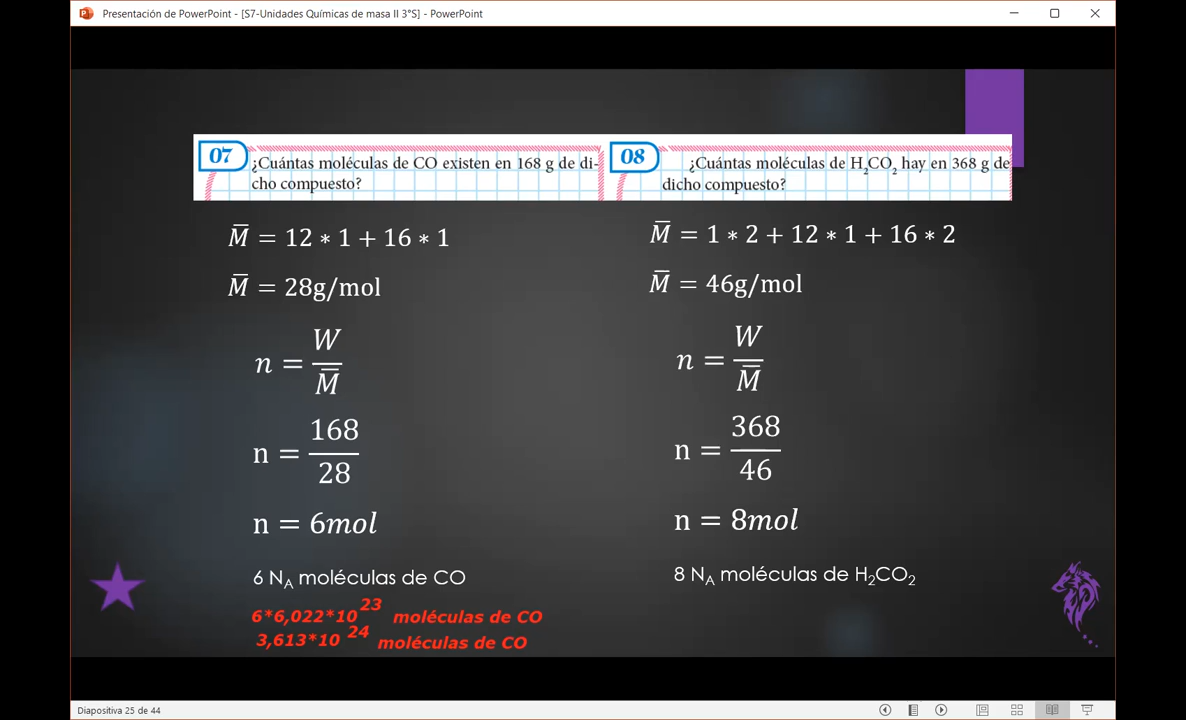 Presentación de PowerPoint - [S7-Unidades Químicas de masa II 3°S] - PowerPoint
07
¿Cuántas moléculas de CO existen en 168 g de di-
cho compuesto?
M̅ = 12 ∗ 1 + 16 ∗ 1
M̅ = 28g/mol
n = W/M̅
n = 168/28
n = 6mol
6 N_A moléculas de CO
6*6,022*10^23 moléculas de CO
3,613*10^24 moléculas de CO
08
¿Cuántas moléculas de H₂CO₂ hay en 368 g de
dicho compuesto?
M̅ = 1 ∗ 2 + 12 ∗ 1 + 16 ∗ 2
M̅ = 46g/mol
n = W/M̅
n = 368/46
n = 8mol
8 N_A moléculas de H₂CO₂
Diapositiva 25 de 44